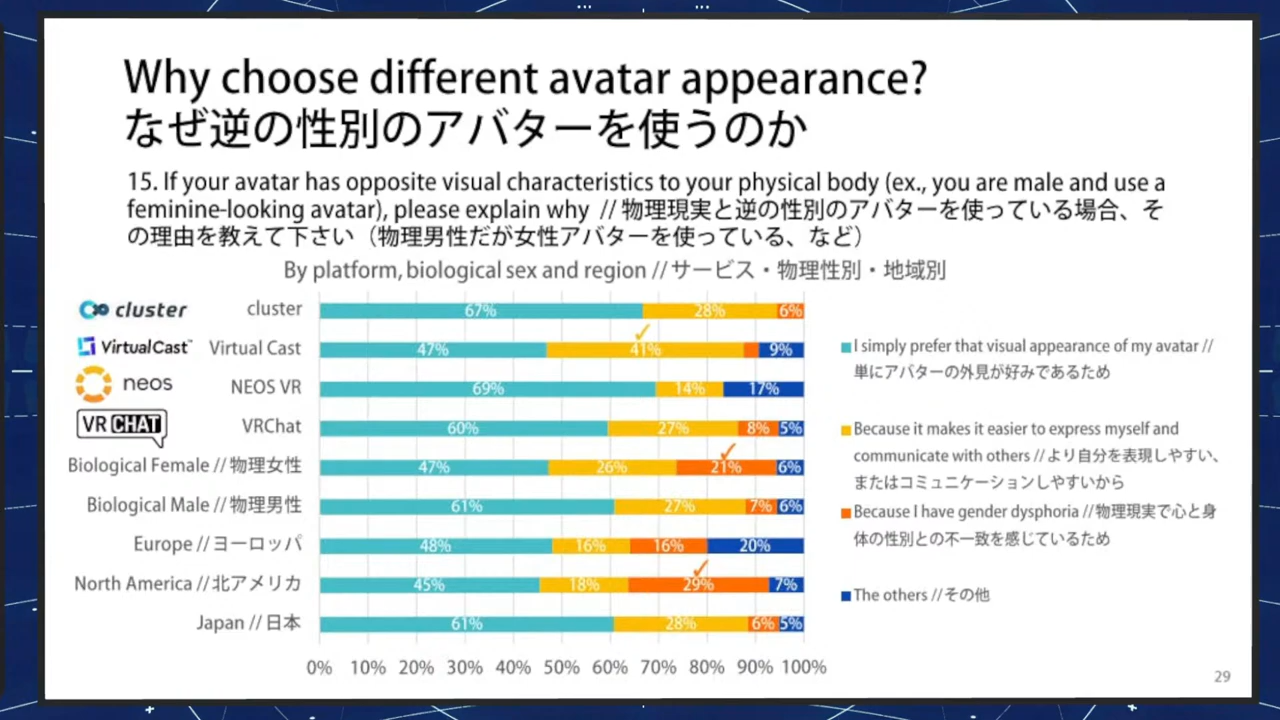 Why choose different avatar appearance?
なぜ逆の性別のアバターを使うのか
15. If your avatar has opposite visual characteristics to your physical body (ex., you are male and use a
feminine-looking avatar), please explain why // 物理現実と逆の性別のアバターを使っている場合、そ
の理由を教えて下さい（物理男性だが女性アバターを使っている、など）
By platform, biological sex and region // サービス・物理性別・地域別
cluster cluster 67% 28% 6%
VirtualCast™ Virtual Cast 47% 41% 9%
neos NEOS VR 69% 14% 17%
VR CHAT VRChat 60% 27% 8% 5%
Biological Female // 物理女性 47% 26% 21% 6%
Biological Male // 物理男性 61% 27% 7% 6%
Europe // ヨーロッパ 48% 16% 16% 20%
North America // 北アメリカ 45% 18% 29% 7%
Japan // 日本 61% 28% 6% 5%
0% 10% 20% 30% 40% 50% 60% 70% 80% 90% 100%
I simply prefer that visual appearance of my avatar //
単にアバターの外見が好みであるため
Because it makes it easier to express myself and
communicate with others // より自分を表現しやすい、
またはコミュニケーションしやすいから
Because I have gender dysphoria // 物理現実で心と身
体の性別との不一致を感じているため
The others // その他
29